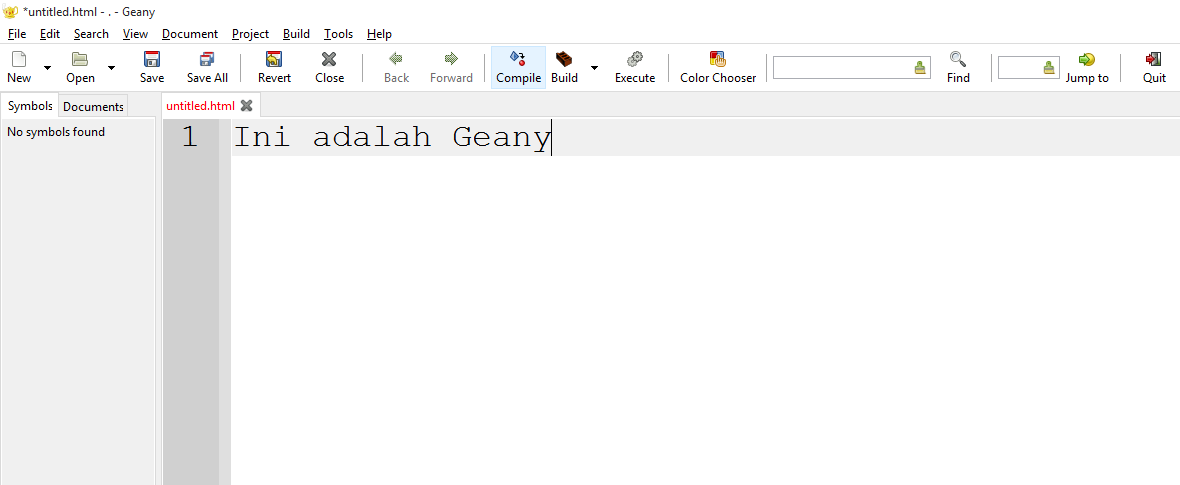 *untitled.html - . - Geany
File Edit Search View Document Project Build Tools Help
New Open Save Save All Revert Close Back Forward Compile Build Execute Color Chooser Find Jump to Quit
Symbols Documents untitled.html
No symbols found
1 Ini adalah Geany